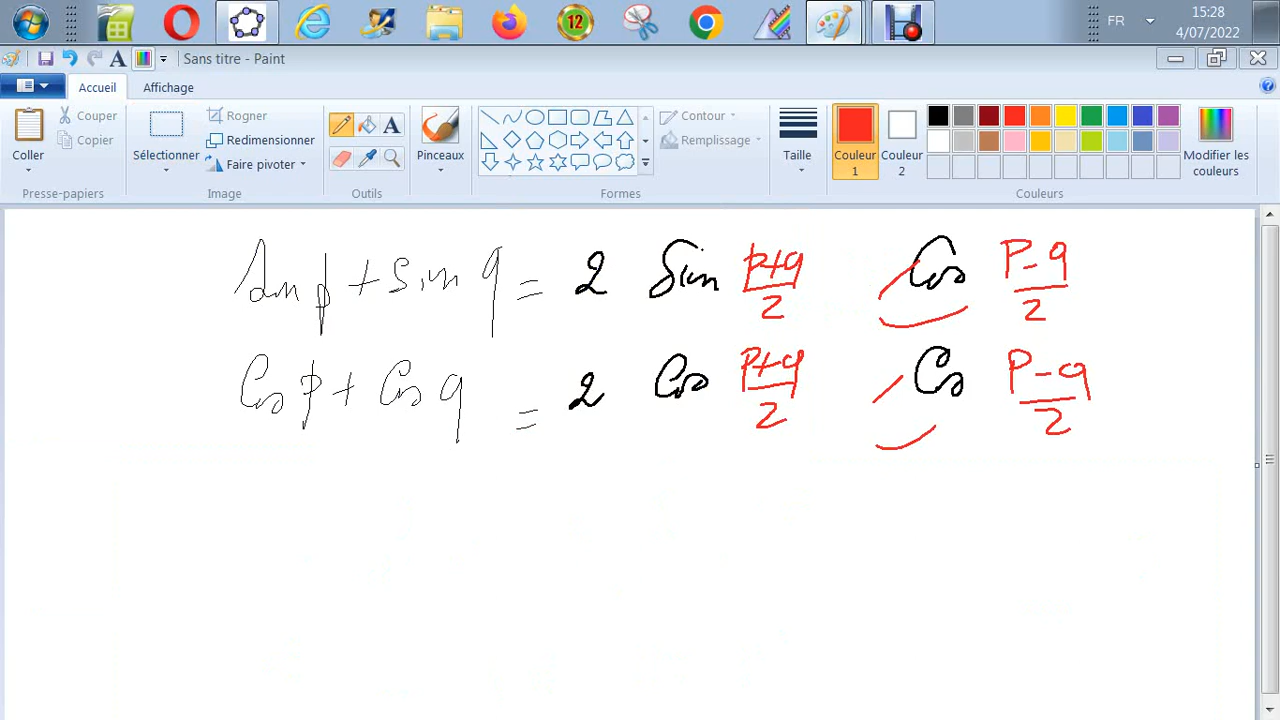 12
FR
15:28
4/07/2022
Sans titre - Paint
Accueil Affichage
Coller
Couper
Copier
Presse-papiers
Sélectionner
Rogner
Redimensionner
Faire pivoter
Image
Outils
Pinceaux
Formes
Contour
Remplissage
Taille
Couleur 1
Couleur 2
Modifier les couleurs
Couleurs
Sin p + Sin q = 2 Sin p+q/2 Cos P-q/2
Cos p + Cos q = 2 Cos P+q/2 Cos P-q/2